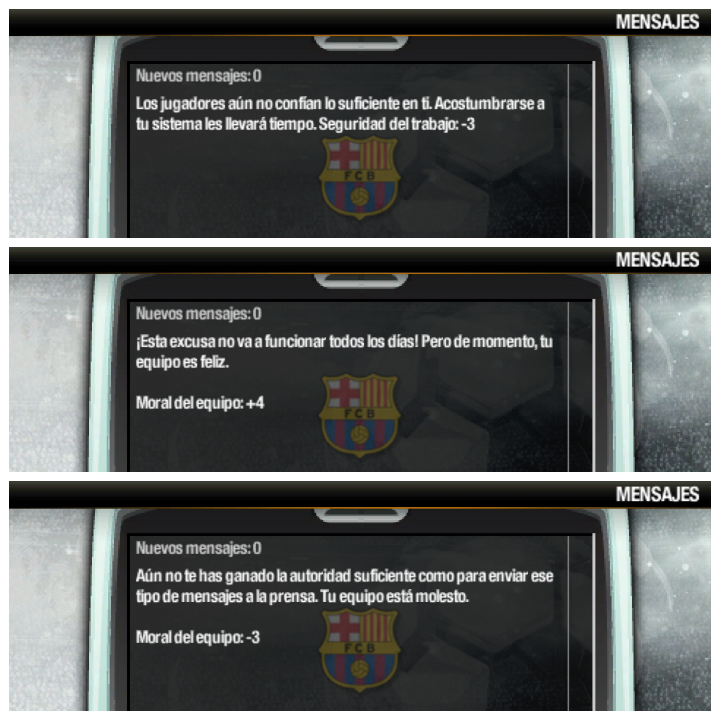 MENSAJES
Nuevos mensajes: 0
Los jugadores aún no confían lo suficiente en ti. Acostumbrarse a
tu sistema les llevará tiempo. Seguridad del trabajo: -3
F C B
MENSAJES
Nuevos mensajes: 0
¡Esta excusa no va a funcionar todos los días! Pero de momento, tu
equipo es feliz.
Moral del equipo: +4
F C B
MENSAJES
Nuevos mensajes: 0
Aún no te has ganado la autoridad suficiente como para enviar ese
tipo de mensajes a la prensa. Tu equipo está molesto.
Moral del equipo: -3
F C B